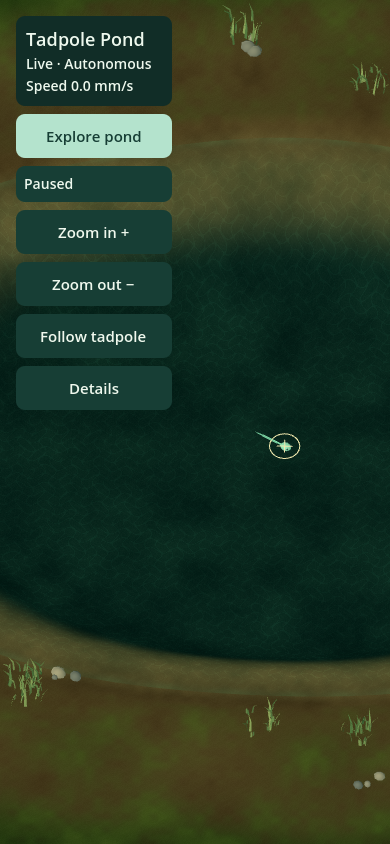 Tadpole Pond
Live · Autonomous
Speed 0.0 mm/s
Explore pond
Paused
Zoom in +
Zoom out −
Follow tadpole
Details